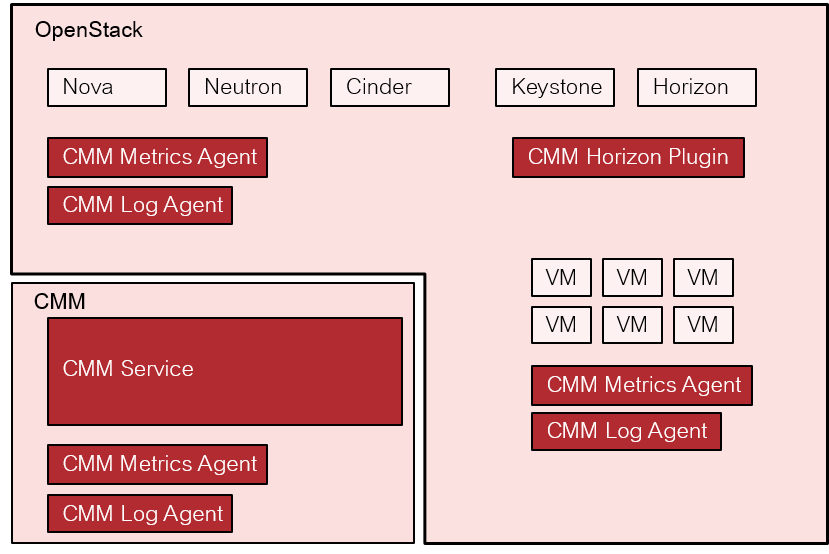 OpenStack
Nova
Neutron
Cinder
Keystone
Horizon
CMM Metrics Agent
CMM Horizon Plugin
CMM Log Agent
VM VM VM
VM VM VM
CMM Metrics Agent
CMM Log Agent
CMM
CMM Service
CMM Metrics Agent
CMM Log Agent